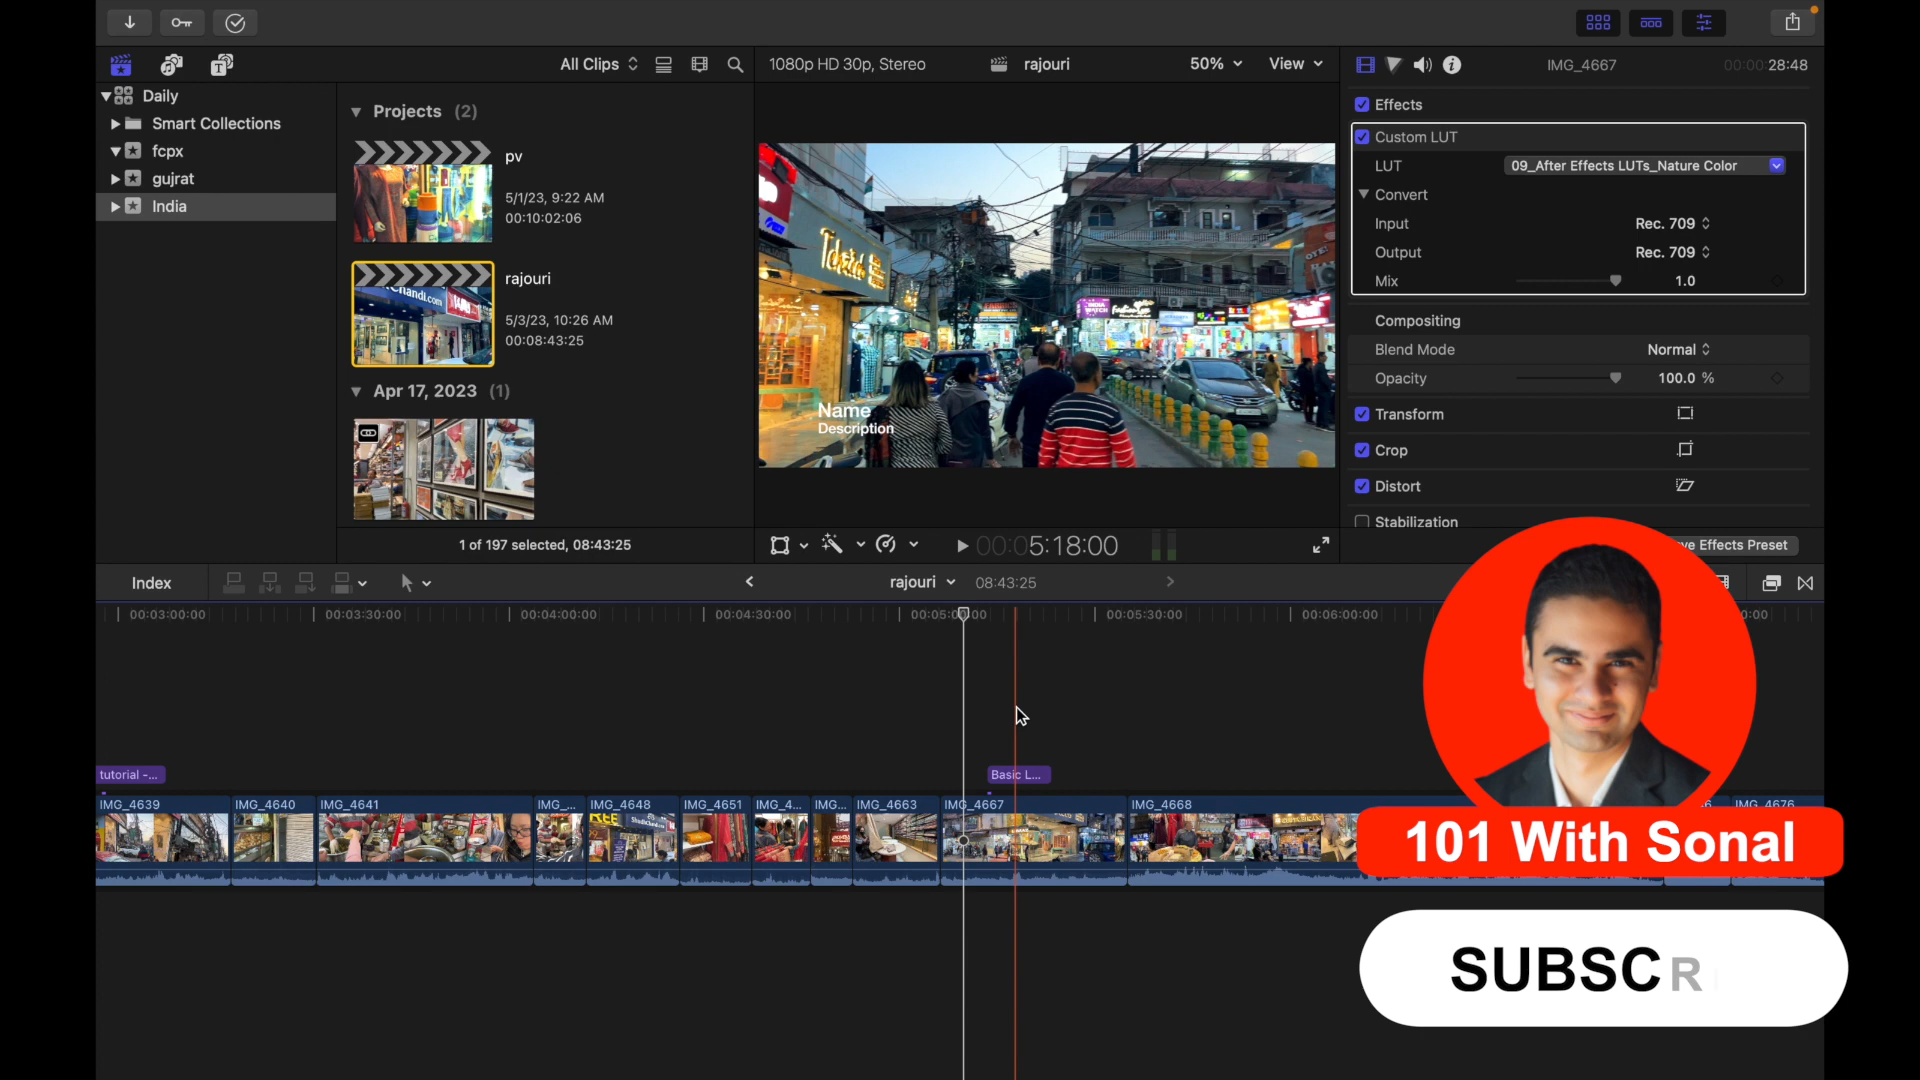 All Clips
1080p HD 30p, Stereo
rajouri
50%
View
IMG_4667
00:00:28:48
Daily
Smart Collections
fcpx
gujrat
India
Projects (2)
pv
5/1/23, 9:22 AM
00:10:02:06
rajouri
5/3/23, 10:26 AM
00:08:43:25
Apr 17, 2023 (1)
1 of 197 selected, 08:43:25
Name
Description
00:05:18:00
Effects
Custom LUT
LUT
09_After Effects LUTs_Nature Color
Convert
Input
Rec. 709
Output
Rec. 709
Mix
1.0
Compositing
Blend Mode
Normal
Opacity
100.0 %
Transform
Crop
Distort
Stabilization
ve Effects Preset
Index
rajouri
08:43:25
00:03:00:00
00:03:30:00
00:04:00:00
00:04:30:00
00:05:30:00
00:06:00:00
tutorial -...
Basic L...
IMG_4639
IMG_4640
IMG_4641
IMG_...
IMG_4648
IMG_4651
IMG_4...
IMG...
IMG_4663
IMG_4667
IMG_4668
IMG_4676
101 With Sonal
SUBSCR